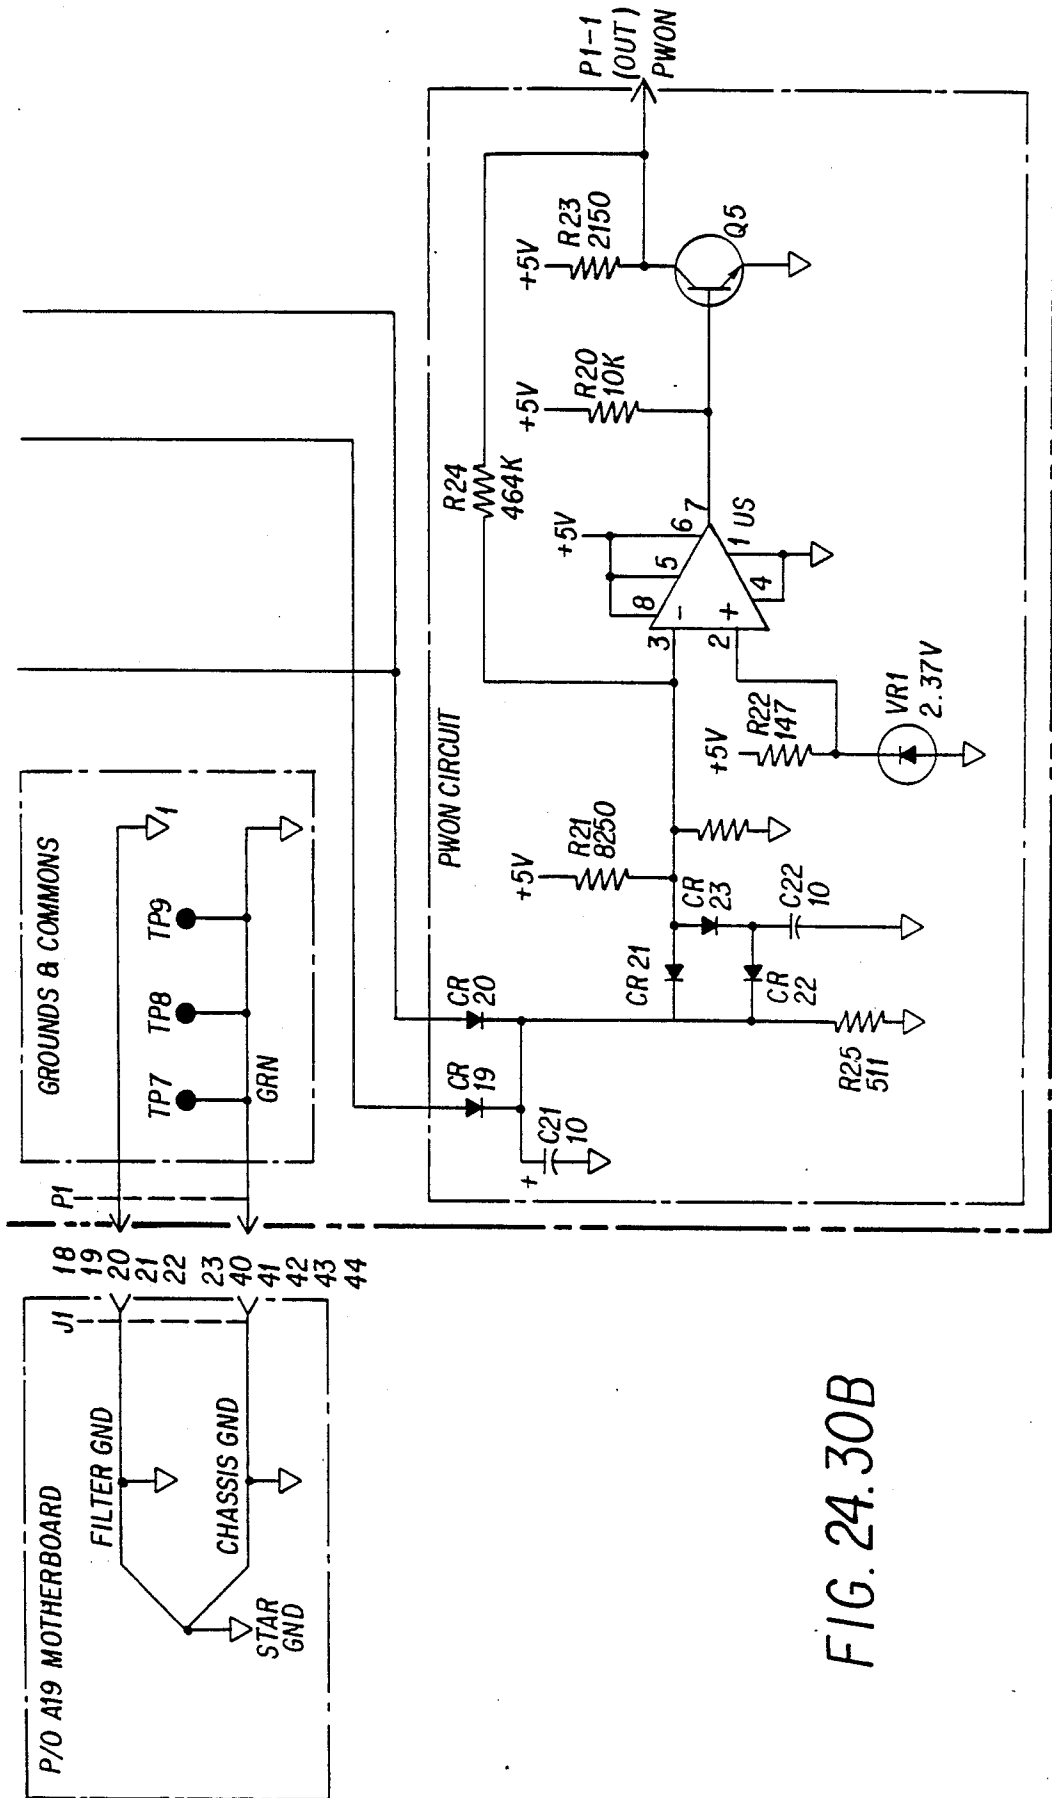 P/O A19 MOTHERBOARD
FILTER GND
CHASSIS GND
STAR
GND
J1
18
19
20
21
22
23
40
41
42
43
44
P1
GROUNDS & COMMONS
TP7
TP8
TP9
GRN
1
PWON CIRCUIT
CR
19
CR
20
+
C21
10
R25
511
CR 21
CR
22
CR
23
C22
10
+5V
R21
8250
+5V
R22
147
VR1
2.37V
R24
464K
+5V
3
2
-
+
8
5
6
7
4
1
US
+5V
R20
10K
+5V
R23
2150
Q5
P1-1
(OUT)
PWON
FIG. 24.30B